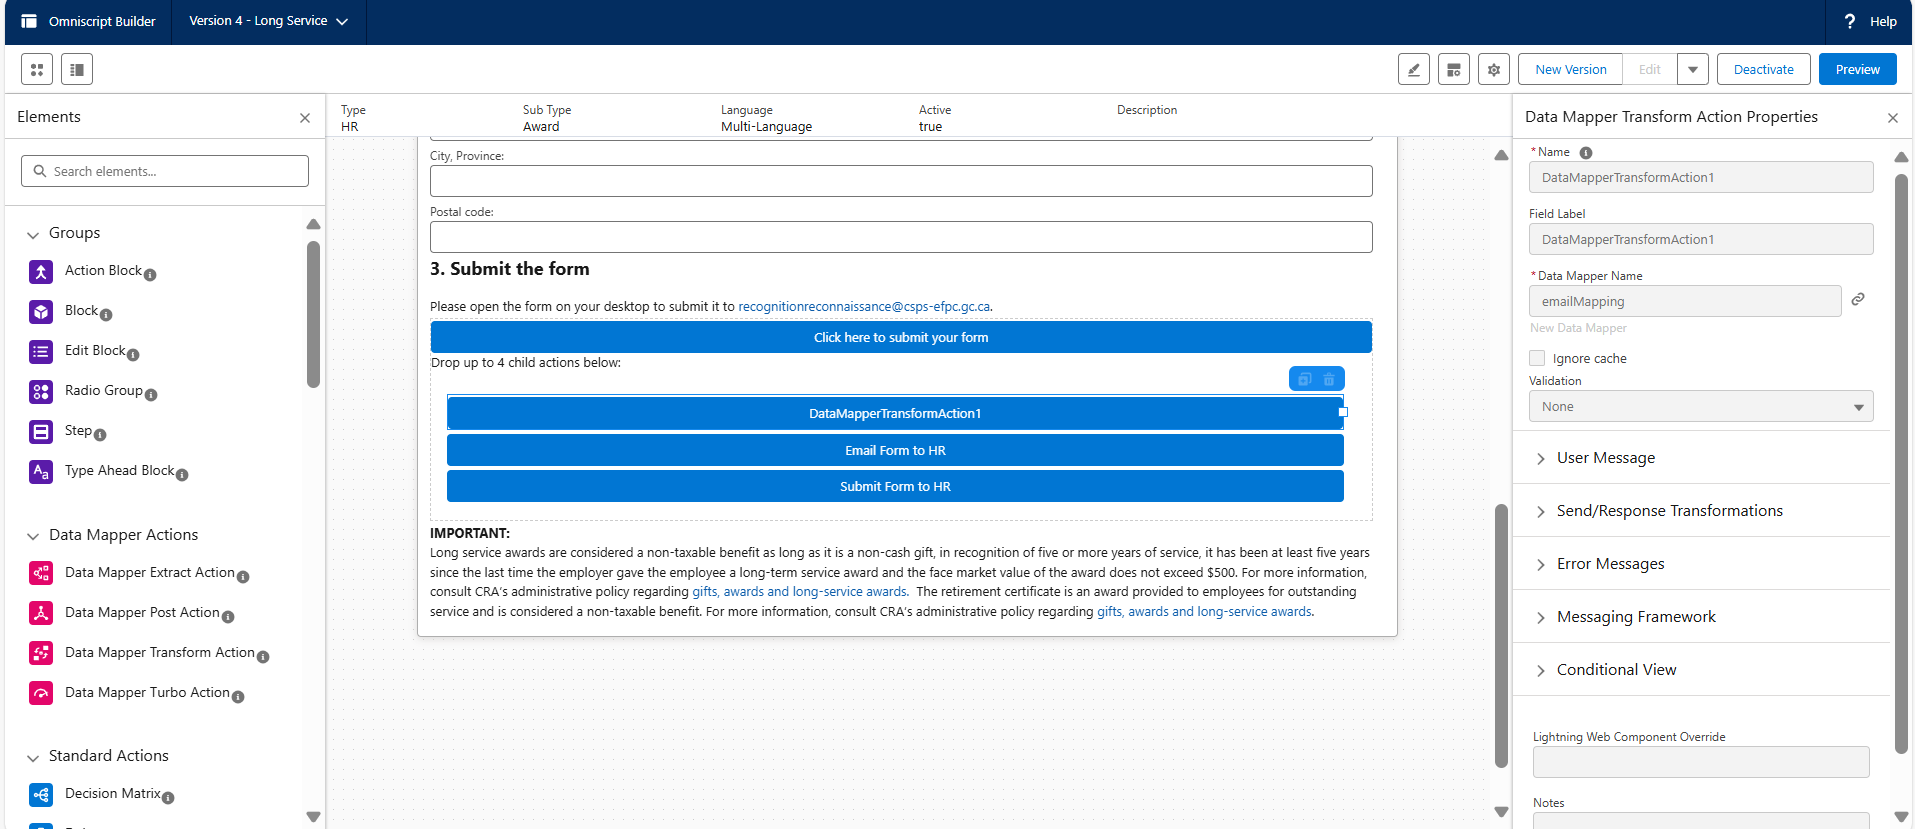 Omniscript Builder
Version 4 - Long Service
? Help
New Version
Edit
Deactivate
Preview
Elements
Search elements...
Groups
Action Block
Block
Edit Block
Radio Group
Step
Aa Type Ahead Block
Data Mapper Actions
Data Mapper Extract Action
Data Mapper Post Action
Data Mapper Transform Action
Data Mapper Turbo Action
Standard Actions
Decision Matrix
Type
HR
Sub Type
Award
Language
Multi-Language
Active
true
Description
City, Province:
Postal code:
3. Submit the form
Please open the form on your desktop to submit it to recognitionreconnaissance@csps-efpc.gc.ca.
Click here to submit your form
Drop up to 4 child actions below:
DataMapperTransformAction1
Email Form to HR
Submit Form to HR
IMPORTANT:
Long service awards are considered a non-taxable benefit as long as it is a non-cash gift, in recognition of five or more years of service, it has been at least five years
since the last time the employer gave the employee a long-term service award and the face market value of the award does not exceed $500. For more information,
consult CRA's administrative policy regarding gifts, awards and long-service awards. The retirement certificate is an award provided to employees for outstanding
service and is considered a non-taxable benefit. For more information, consult CRA's administrative policy regarding gifts, awards and long-service awards.
Data Mapper Transform Action Properties
*Name
DataMapperTransformAction1
Field Label
DataMapperTransformAction1
*Data Mapper Name
emailMapping
New Data Mapper
Ignore cache
Validation
None
User Message
Send/Response Transformations
Error Messages
Messaging Framework
Conditional View
Lightning Web Component Override
Notes